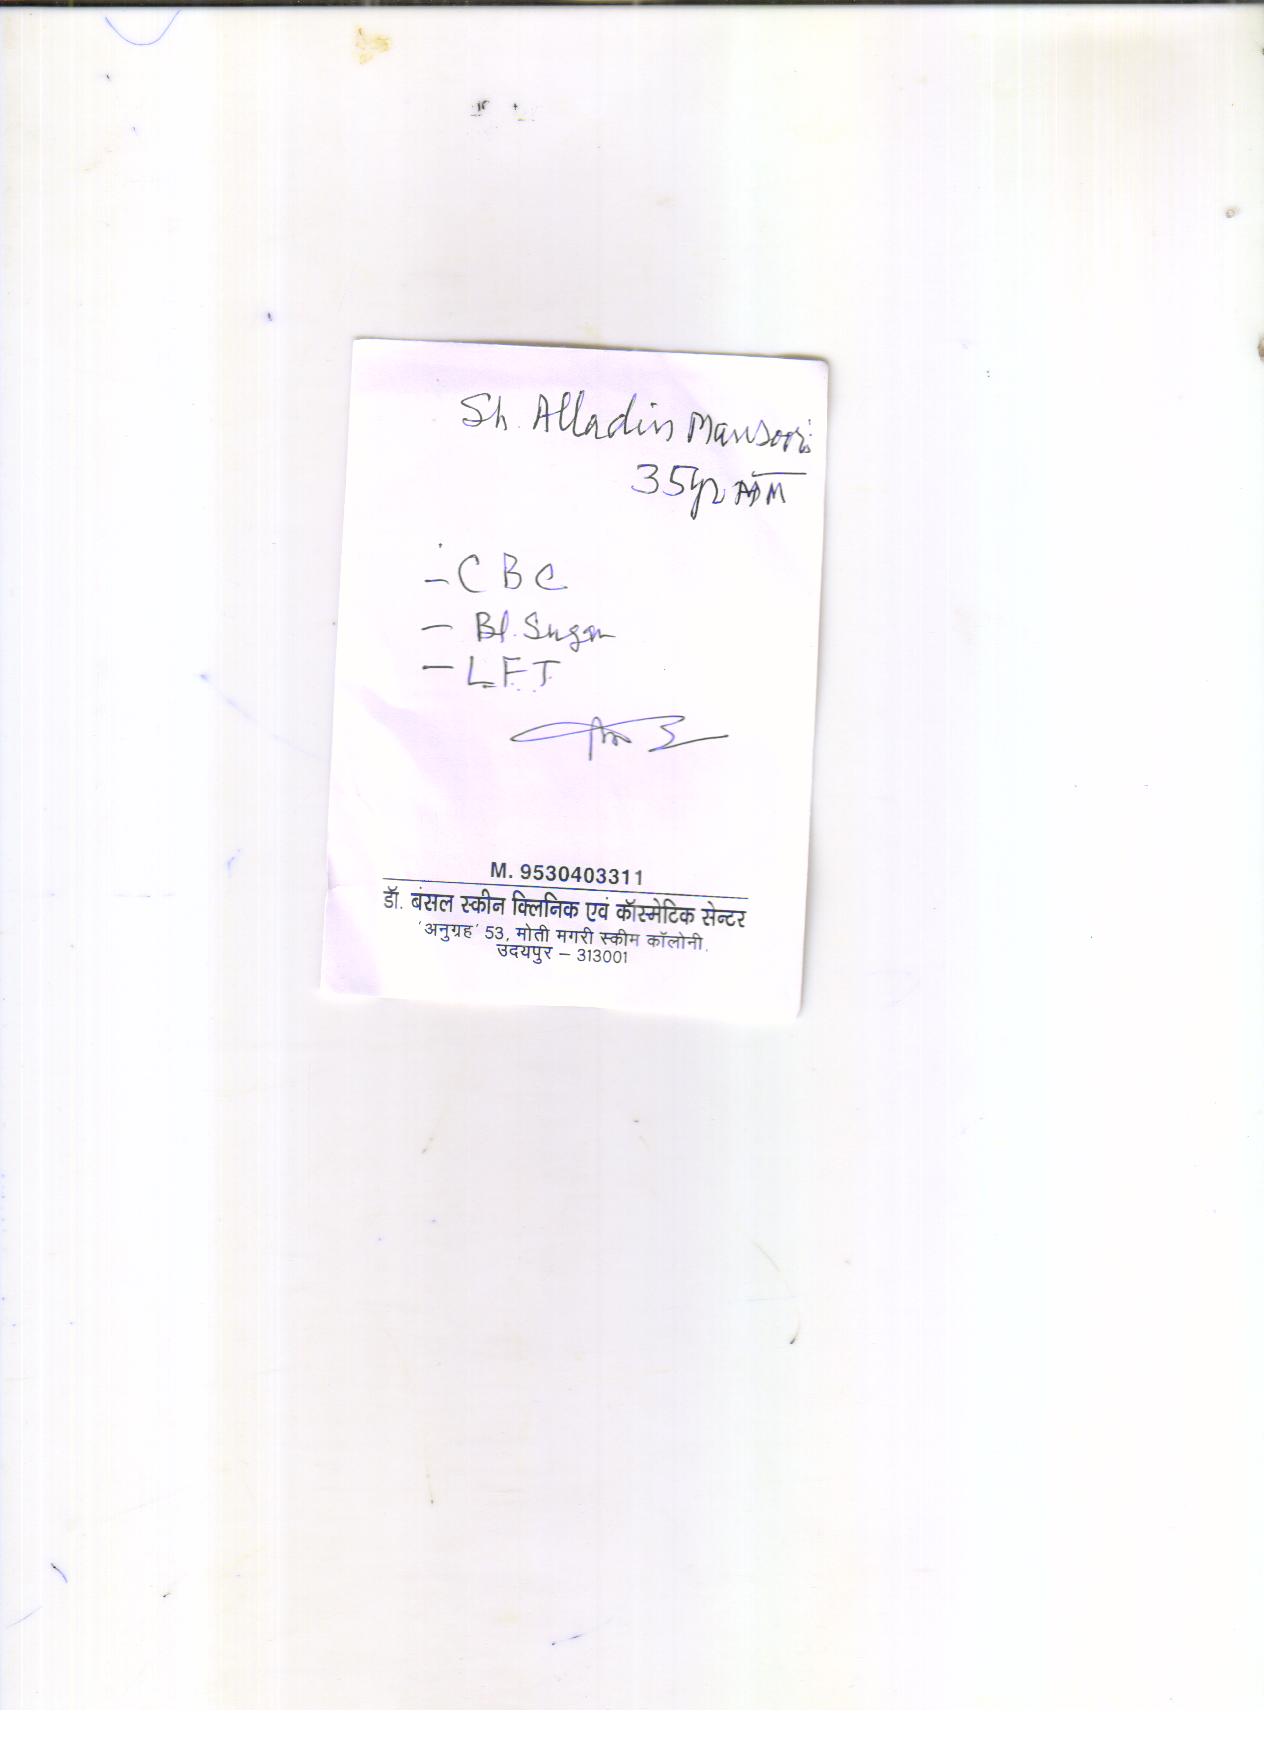 Sh. Alladin Mansoori
35yr M
– CBC
– Bl. Sugar
– LFT
M. 9530403311
डॉ. बंसल स्कीन क्लिनिक एवं कॉस्मेटिक सेन्टर
'अनुग्रह' 53, मोती मगरी स्कीम कॉलोनी,
उदयपुर – 313001